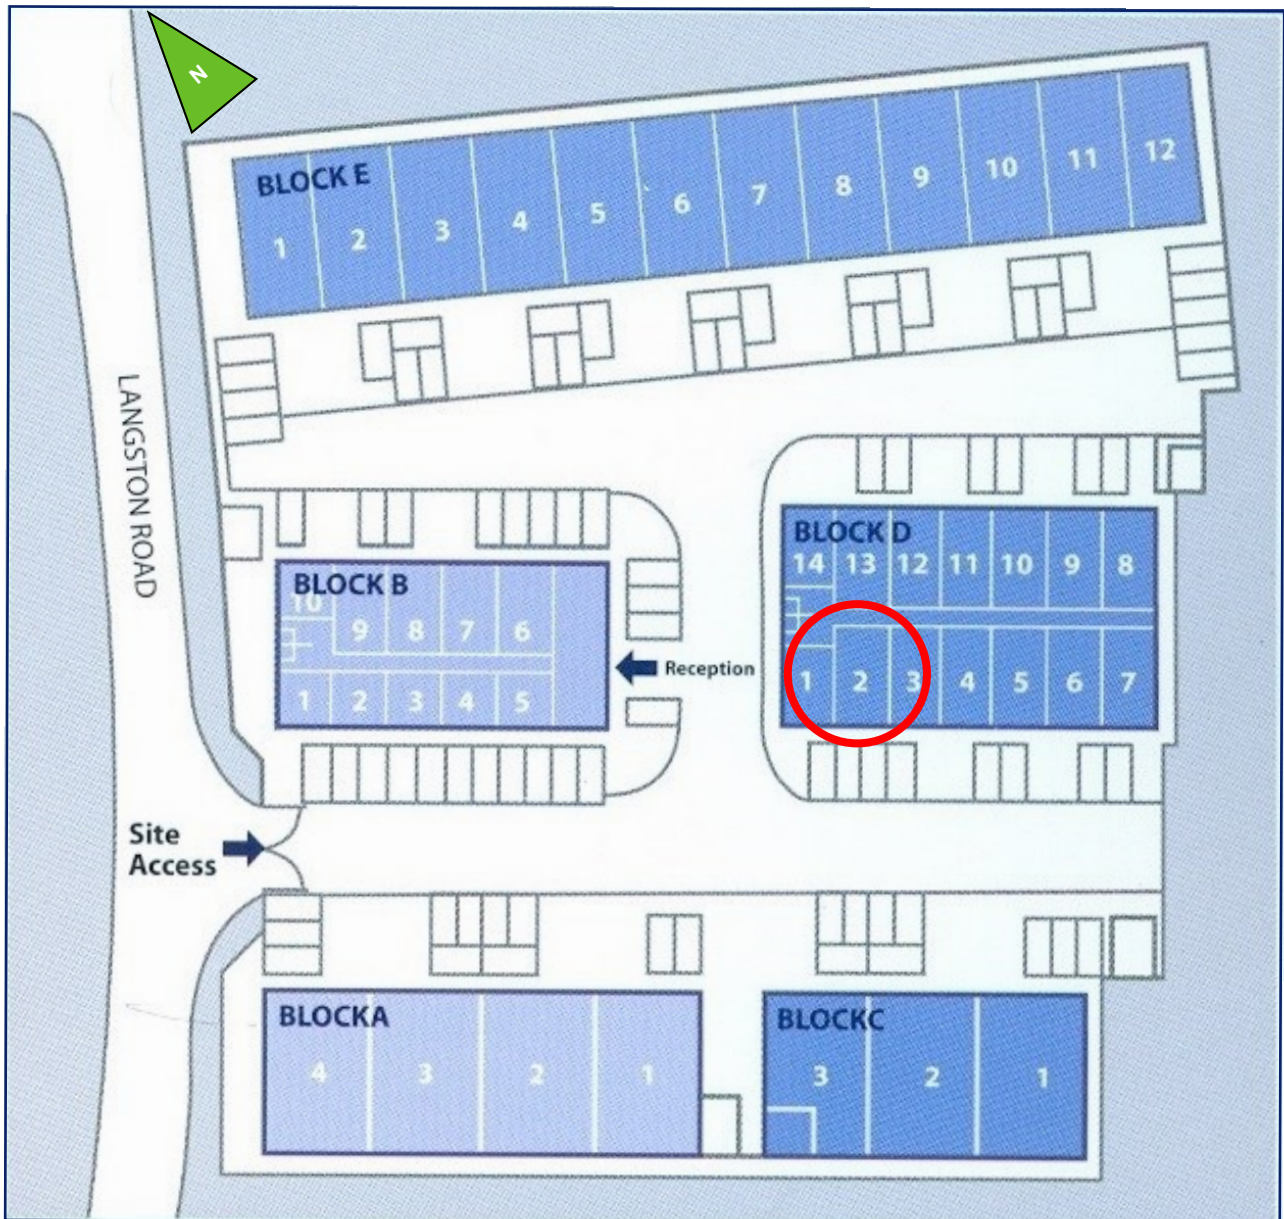 N
BLOCK E
1 2 3 4 5 6 7 8 9 10 11 12
LANGSTON ROAD
BLOCK D
14 13 12 11 10 9 8
1 2 3 4 5 6 7
BLOCK B
10 9 8 7 6
1 2 3 4 5
Reception
Site
Access
BLOCKA
4 3 2 1
BLOCKC
3 2 1